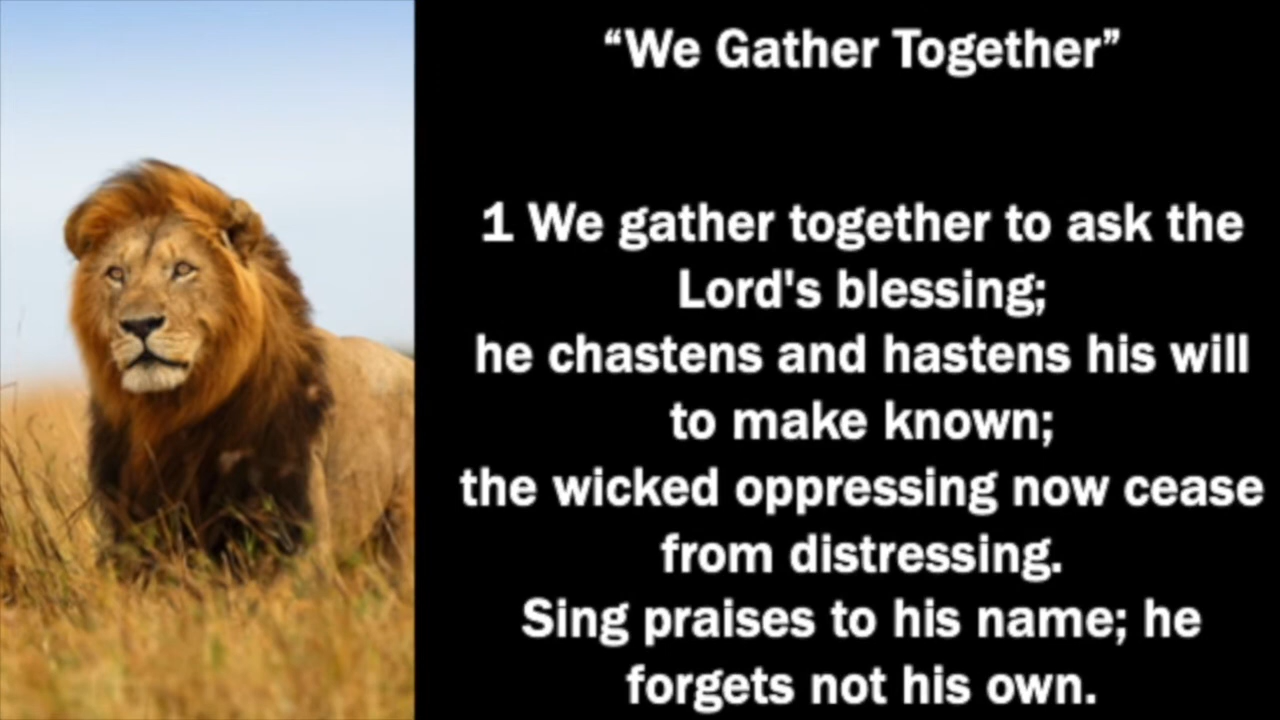 “We Gather Together”
1 We gather together to ask the
Lord's blessing;
he chastens and hastens his will
to make known;
the wicked oppressing now cease
from distressing.
Sing praises to his name; he
forgets not his own.